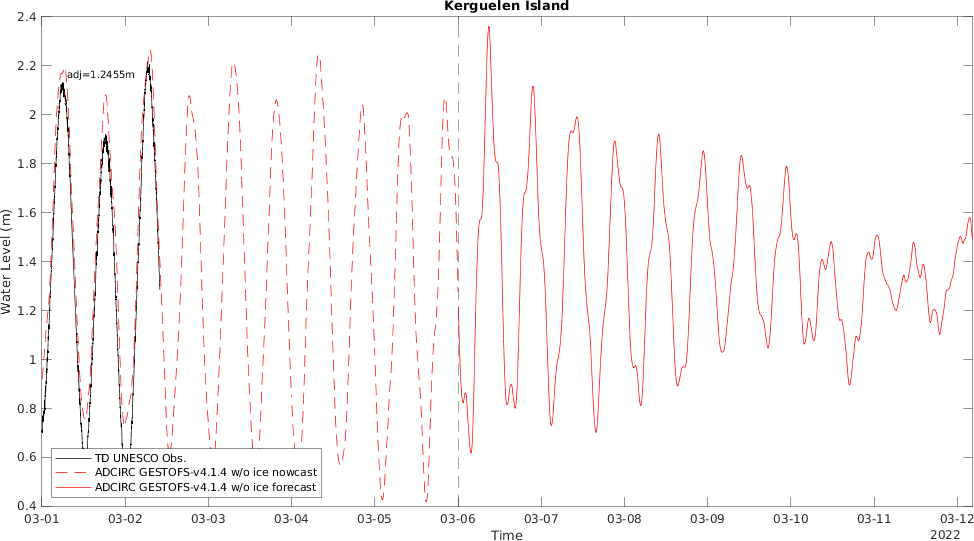 Kerguelen Island
adj=1.2455m
Water Level (m)
2.4
2.2
2
1.8
1.6
1.4
1.2
1
0.8
0.6
0.4
TD UNESCO Obs.
ADCIRC GESTOFS-v4.1.4 w/o ice nowcast
ADCIRC GESTOFS-v4.1.4 w/o ice forecast
03-01 03-02 03-03 03-04 03-05 03-06 03-07 03-08 03-09 03-10 03-11 03-12
Time
2022